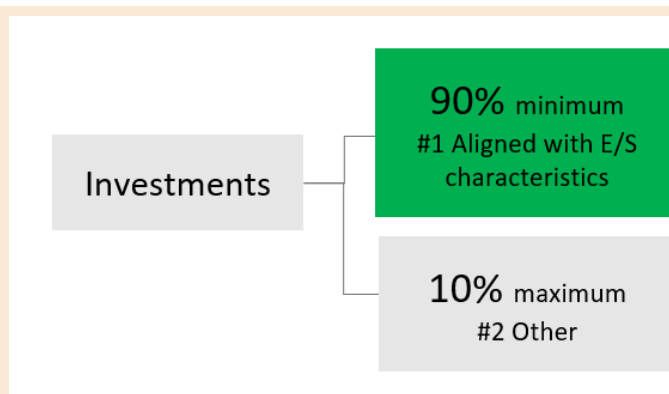 Investments
90% minimum
#1 Aligned with E/S
characteristics
10% maximum
#2 Other